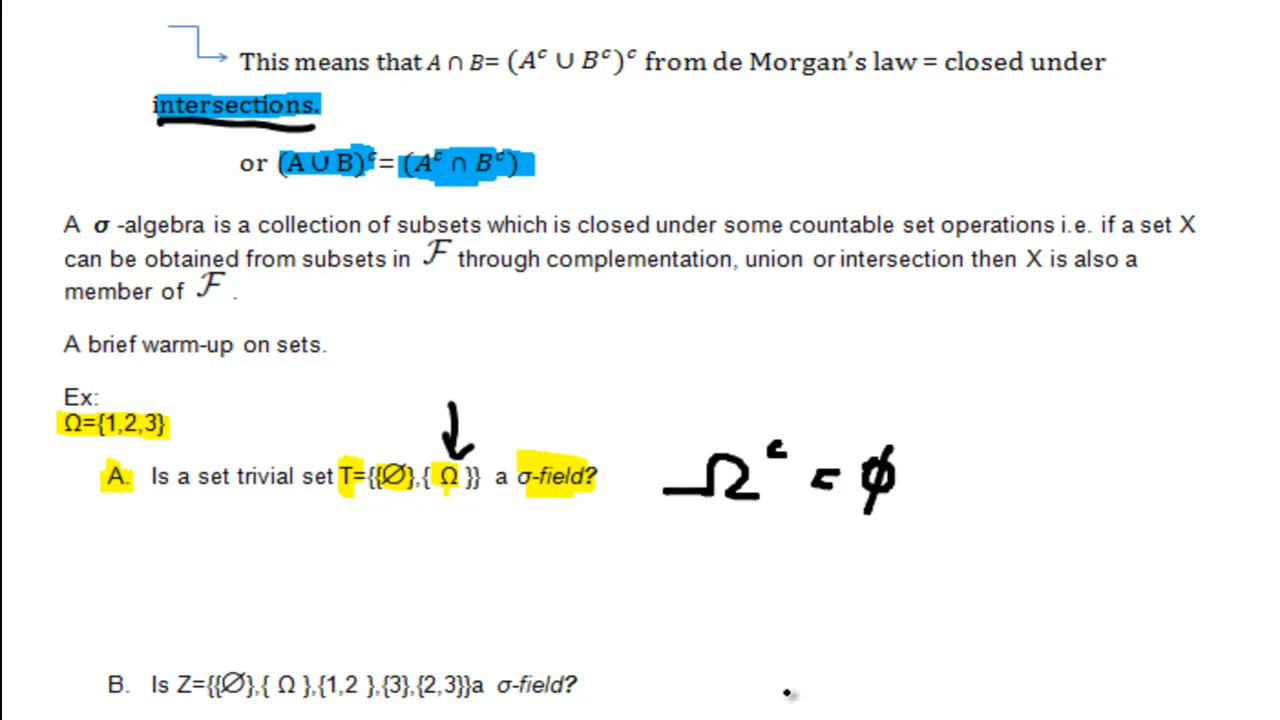 This means that A ∩ B= (Aᶜ ∪ Bᶜ)ᶜ from de Morgan's law = closed under
intersections.
or (A ∪ B)ᶜ= (Aᶜ ∩ Bᶜ)
A σ -algebra is a collection of subsets which is closed under some countable set operations i.e. if a set X
can be obtained from subsets in ℱ through complementation, union or intersection then X is also a
member of ℱ .
A brief warm-up on sets.
Ex:
Ω={1,2,3}
A. Is a set trivial set T={{∅},{ Ω }} a σ-field?
Ωᶜ = ϕ
B. Is Z={{∅},{ Ω },{1,2 },{3},{2,3}}a σ-field?